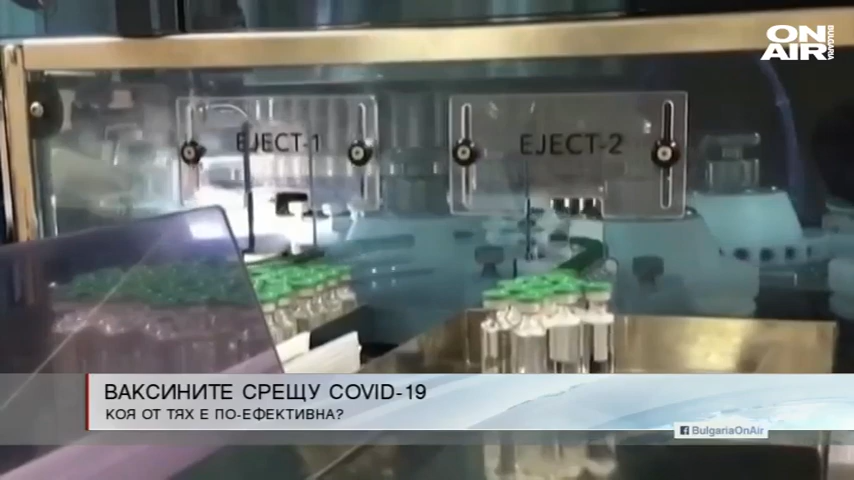 ON
AIR
BULGARIA
EJECT-1
EJECT-2
ВАКСИНИТЕ СРЕЩУ COVID-19
КОЯ ОТ ТЯХ Е ПО-ЕФЕКТИВНА?
BulgariaOnAir